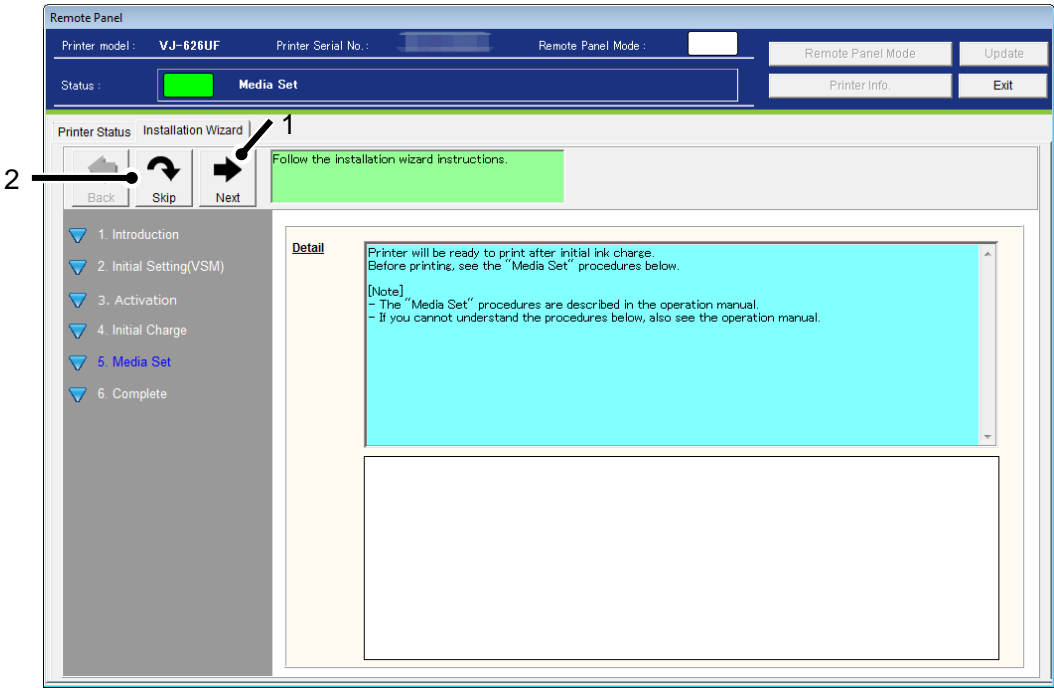 Remote Panel
Printer model : VJ-626UF Printer Serial No. : Remote Panel Mode :
Remote Panel Mode Update
Status : Media Set
Printer Info. Exit
Printer Status Installation Wizard
1
2
Back Skip Next
Follow the installation wizard instructions.
1. Introduction
2. Initial Setting(VSM)
3. Activation
4. Initial Charge
5. Media Set
6. Complete
Detail
Printer will be ready to print after initial ink charge.
Before printing, see the "Media Set" procedures below.
[Note]
- The "Media Set" procedures are described in the operation manual.
- If you cannot understand the procedures below, also see the operation manual.